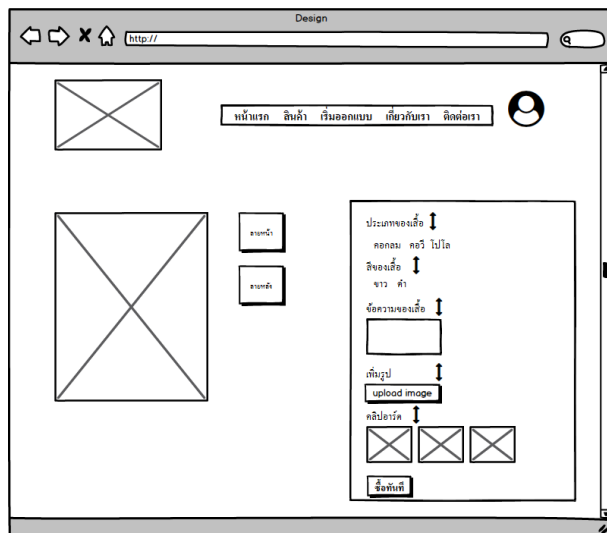 Design
http://
หน้าแรก สินค้า เริ่มออกแบบ เกี่ยวกับเรา ติดต่อเรา
ลายหน้า
ลายหลัง
ประเภทของเสื้อ
คอกลม คอวี โปโล
สีของเสื้อ
ขาว ดำ
ข้อความของเสื้อ
เพิ่มรูป
upload image
คลิปอาร์ต
ซื้อทันที